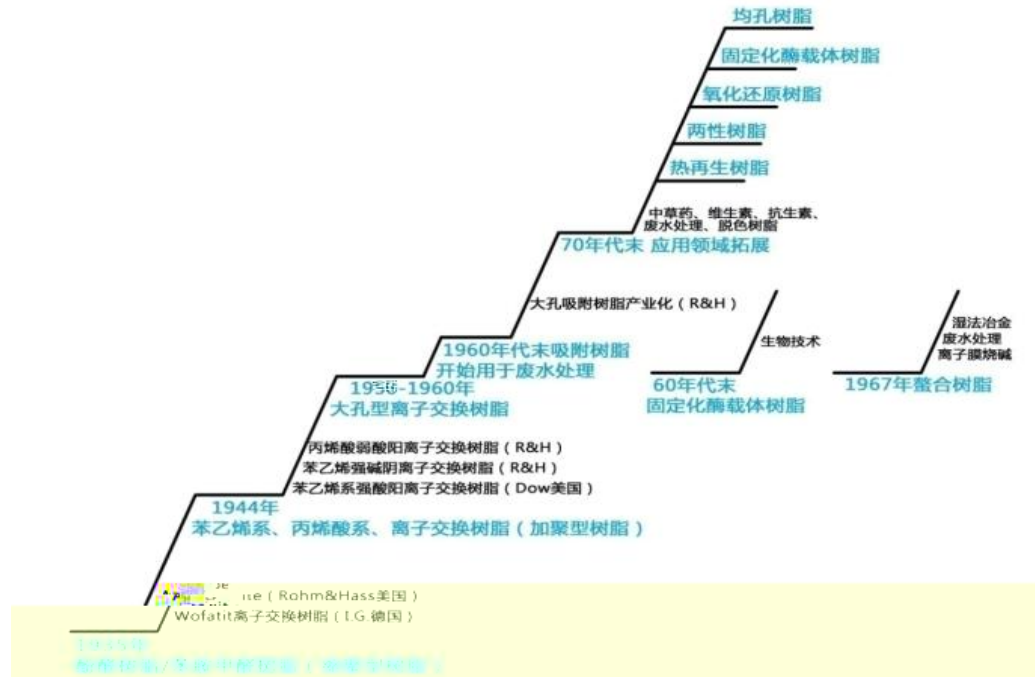 均孔树脂
固定化酶载体树脂
氧化还原树脂
两性树脂
热再生树脂
中草药、维生素、抗生素、
废水处理、脱色树脂
70年代末 应用领域拓展
大孔吸附树脂产业化（R&H）
1960年代末吸附树脂
开始用于废水处理
生物技术
60年代末
固定化酶载体树脂
湿法冶金
废水处理
离子膜烧碱
1967年螯合树脂
-1960年
大孔型离子交换树脂
丙烯酸弱酸阳离子交换树脂（R&H）
苯乙烯强碱阴离子交换树脂（R&H）
苯乙烯系强酸阳离子交换树脂（Dow美国）
1944年
苯乙烯系、丙烯酸系、离子交换树脂（加聚型树脂）
（Rohm&Hass美国）
Wofatit离子交换树脂（I.G.德国）